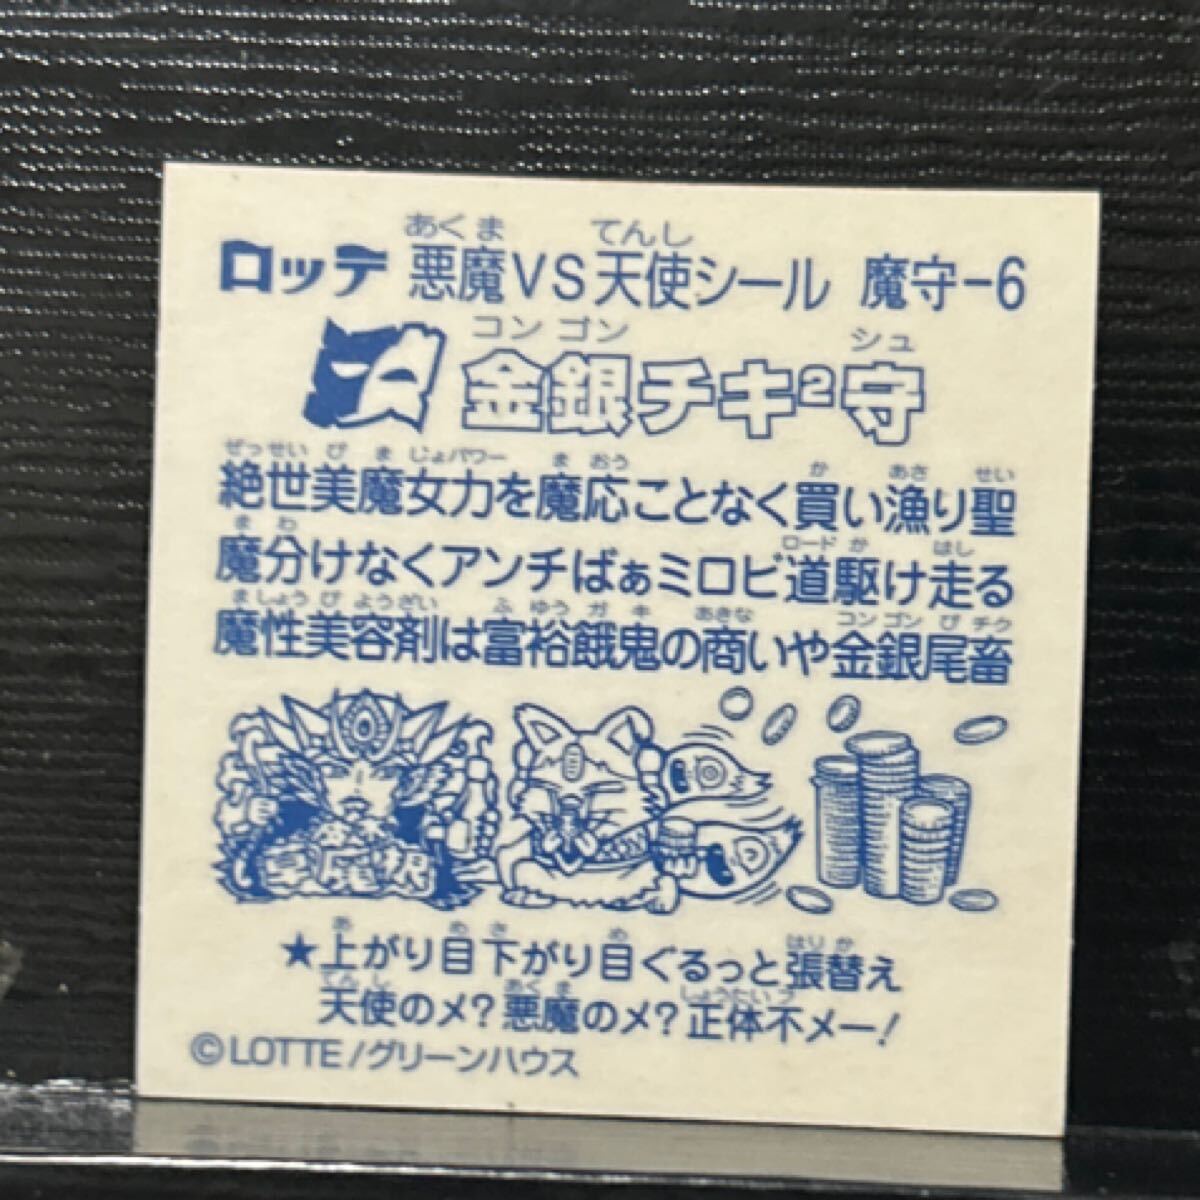 ロッテ 悪魔VS天使シール 魔守-6
金銀チキ²守
絶世美魔女力を魔応ことなく買い漁り聖
魔分けなくアンチばぁミロビ道駆け走る
魔性美容剤は富裕餓鬼の商いや金銀尾畜
★上がり目下がり目ぐるっと張替え
天使のメ?悪魔のメ?正体不メー!
©LOTTE/グリーンハウス